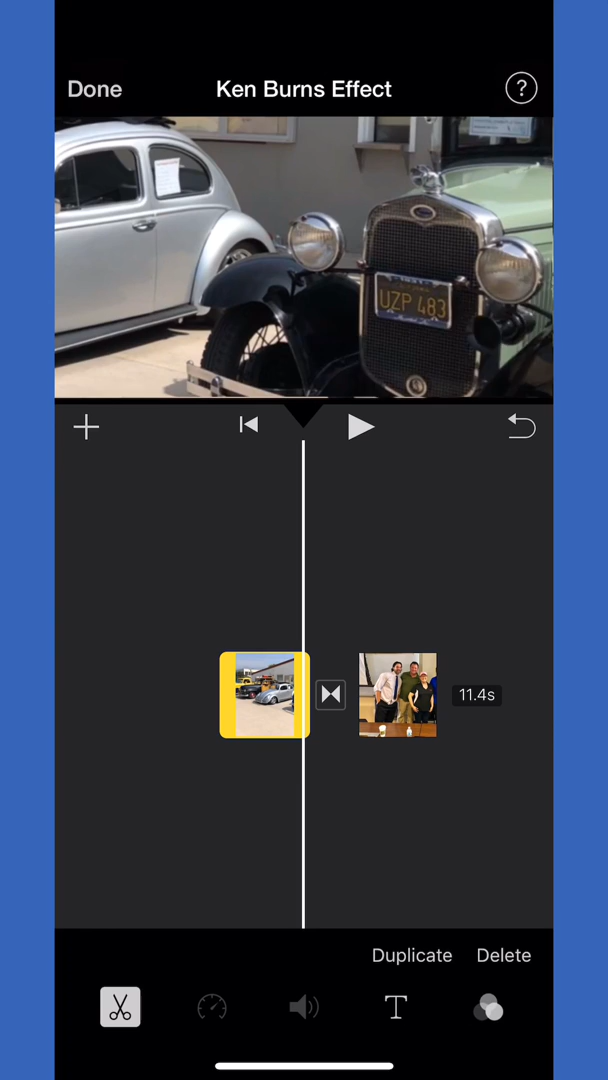 Done
Ken Burns Effect
?
UZP 483
11.4s
Duplicate
Delete
T